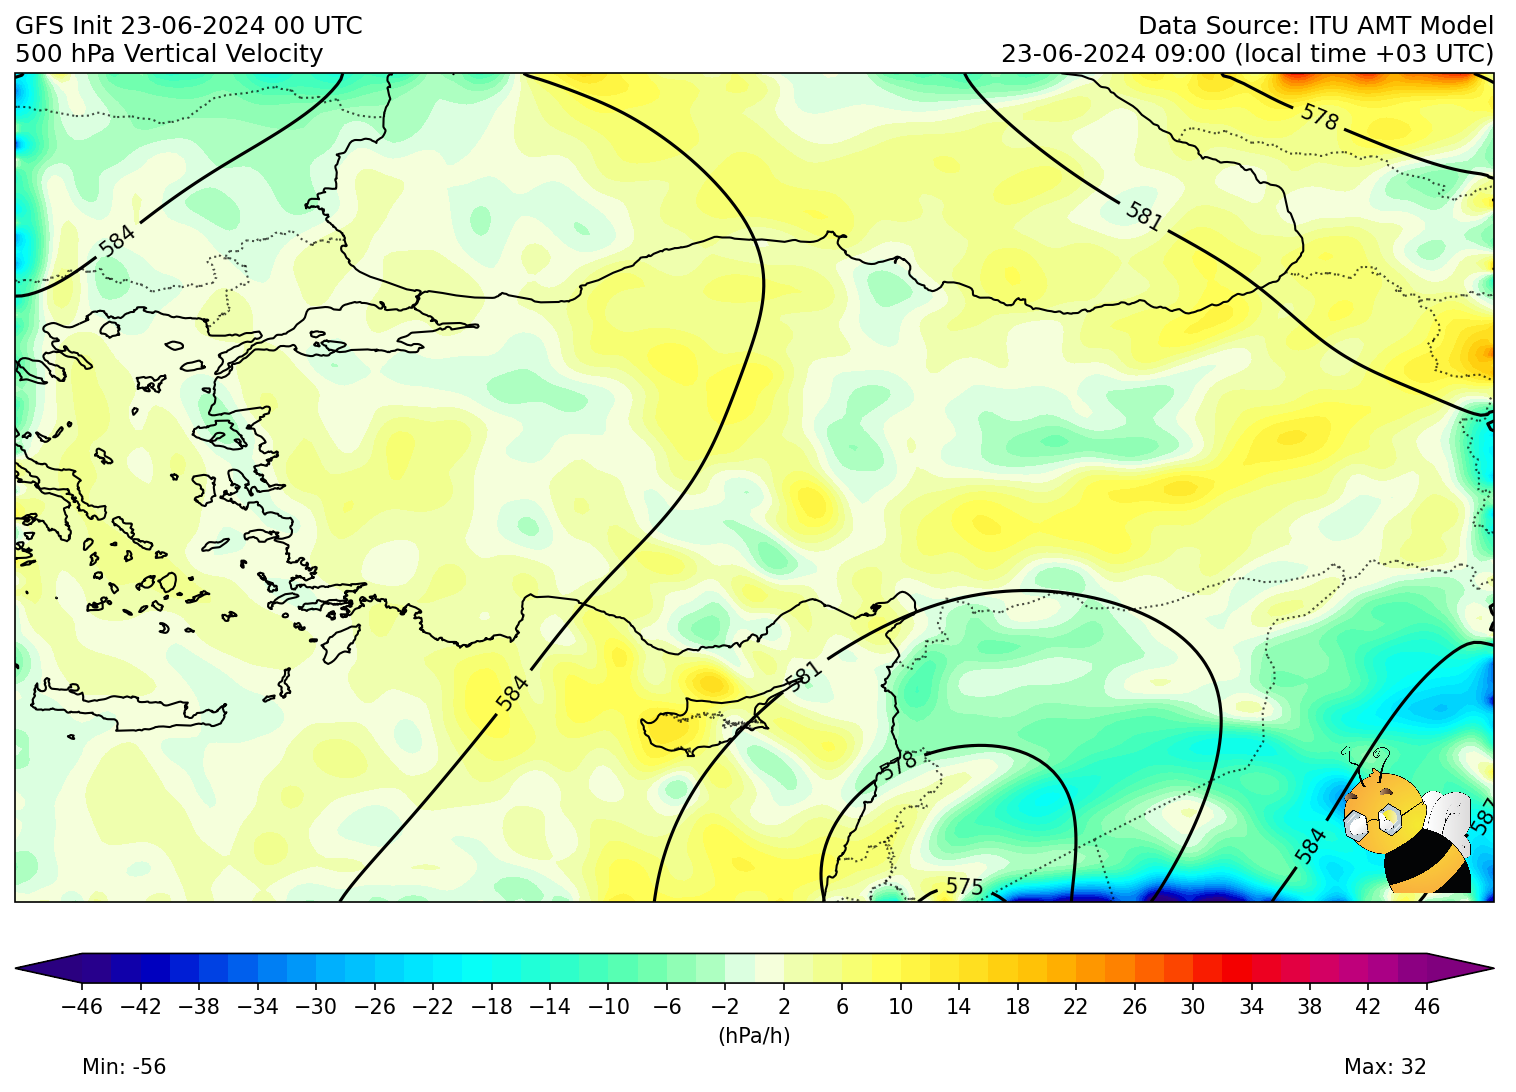 GFS Init 23-06-2024 00 UTC
Data Source: ITU AMT Model
500 hPa Vertical Velocity
23-06-2024 09:00 (local time +03 UTC)
578
581
584
581
584
578
587
584
575
−46 −42 −38 −34 −30 −26 −22 −18 −14 −10 −6 −2 2 6 10 14 18 22 26 30 34 38 42 46
(hPa/h)
Min: -56
Max: 32